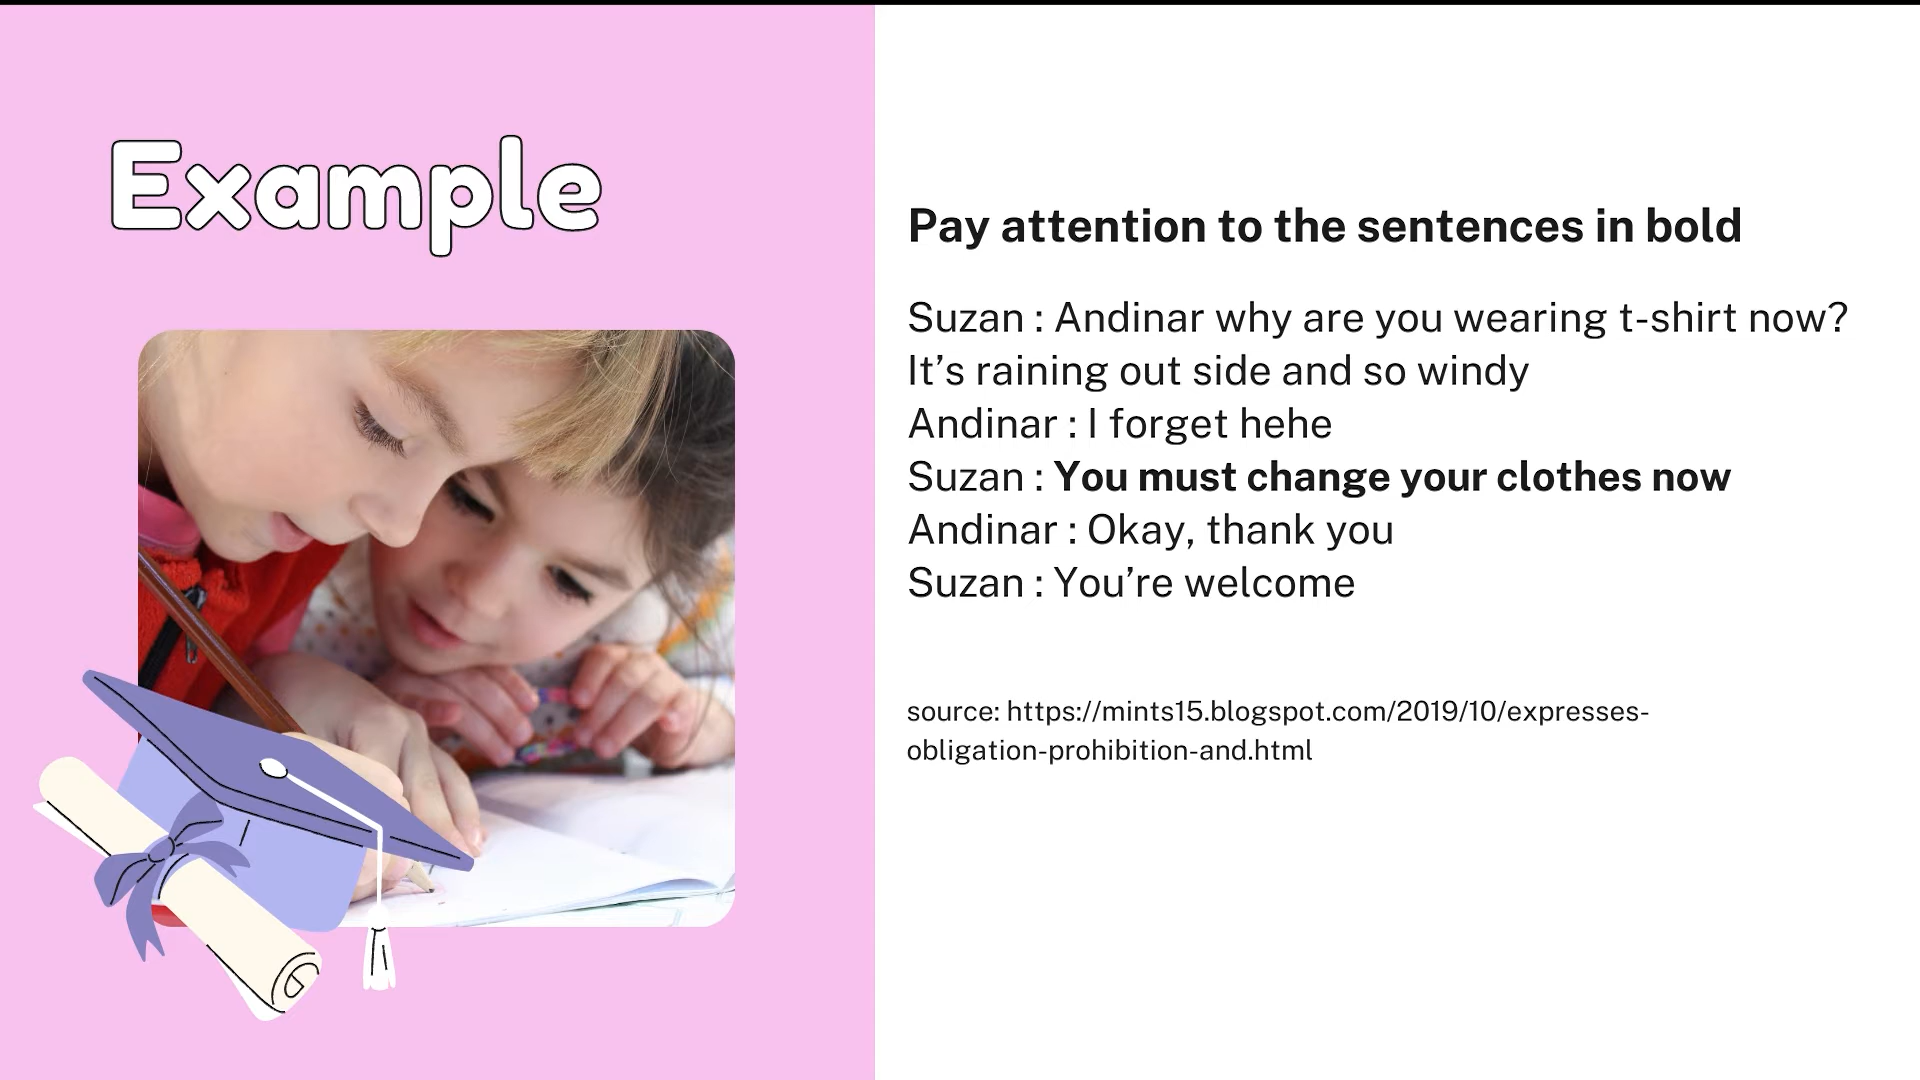 Example
Pay attention to the sentences in bold
Suzan : Andinar why are you wearing t-shirt now?
It’s raining out side and so windy
Andinar : I forget hehe
Suzan : You must change your clothes now
Andinar : Okay, thank you
Suzan : You’re welcome
source: https://mints15.blogspot.com/2019/10/expresses-
obligation-prohibition-and.html